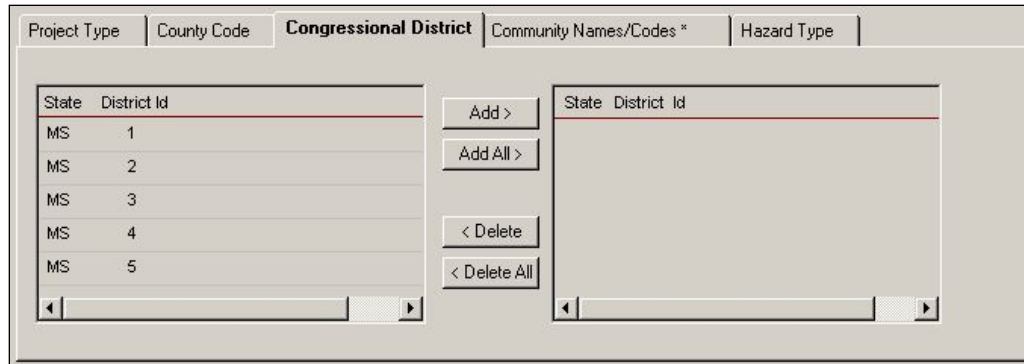 Project Type County Code Congressional District Community Names/Codes * Hazard Type
State District Id
MS 1
MS 2
MS 3
MS 4
MS 5
Add >
Add All >
< Delete
< Delete All
State District Id